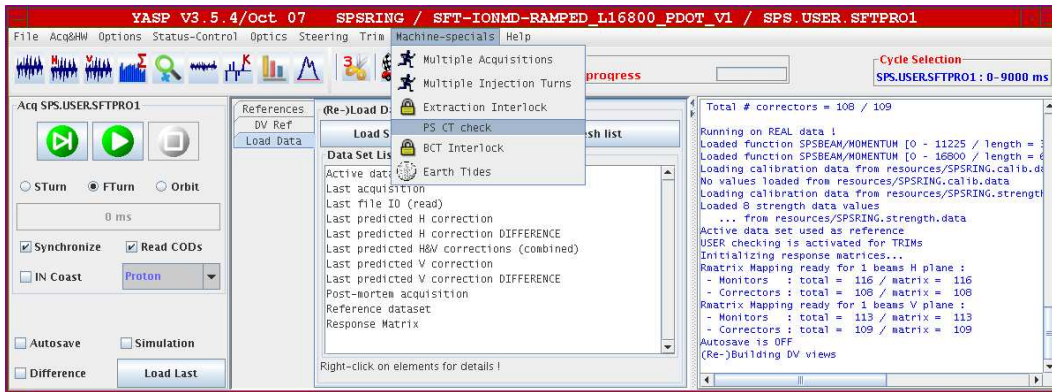 YASP V3.5.4/Oct 07 SPSRING / SFT-IONMD-RAMPED_L16800_PDOT_V1 / SPS.USER.SFTPRO1
File Acq&HW Options Status-Control Optics Steering Trim Machine-specials Help
Multiple Acquisitions
Multiple Injection Turns
Extraction Interlock
PS CT check
BCT Interlock
Earth Tides
progress
Cycle Selection
SPS.USER.SFTPRO1 : 0-9000 ms
Acq SPS.USER.SFTPRO1
STurn FTurn Orbit
0 ms
Synchronize Read CODs
IN Coast Proton
Autosave Simulation
Difference Load Last
References
DV Ref
Load Data
(Re-)Load D
Load S
sh list
Data Set Lis
Active dat
Last acquisition
Last file IO (read)
Last predicted H correction
Last predicted H correction DIFFERENCE
Last predicted H&V corrections (combined)
Last predicted V correction
Last predicted V correction DIFFERENCE
Post-mortem acquisition
Reference dataset
Response Matrix
Right-click on elements for details !
Total # correctors = 108 / 109
Running on REAL data !
Loaded function SPSBEAM/MOMENTUM [0 - 11225 / length =
Loaded function SPSBEAM/MOMENTUM [0 - 16800 / length =
Loading calibration data from resources/SPSRING.calib.da
No values loaded from resources/SPSRING.calib.data
Loading calibration data from resources/SPSRING.strength
Loaded 8 strength data values
... from resources/SPSRING.strength.data
Active data set used as reference
USER checking is activated for TRIMs
Initializing response matrices...
Rmatrix Mapping ready for 1 beams H plane :
- Monitors : total = 116 / matrix = 116
- Correctors : total = 108 / matrix = 108
Rmatrix Mapping ready for 1 beams V plane :
- Monitors : total = 113 / matrix = 113
- Correctors : total = 109 / matrix = 109
Autosave is OFF
(Re-)Building DV views